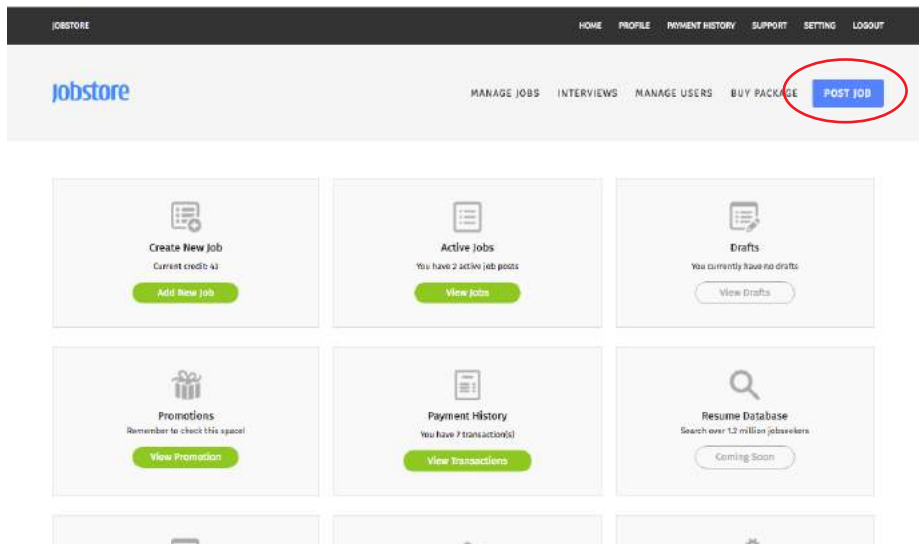 JOBSTORE HOME PROFILE PAYMENT HISTORY SUPPORT SETTING LOGOUT
Jobstore MANAGE JOBS INTERVIEWS MANAGE USERS BUY PACKAGE POST JOB
Create New Job
Current credit: 43
Add New Job
Active Jobs
You have 2 active job posts
View Jobs
Drafts
You currently have no drafts
View Drafts
Promotions
Remember to check this space!
View Promotion
Payment History
You have 7 transaction(s)
View Transactions
Resume Database
Search over 1.2 million jobseekers
Coming Soon